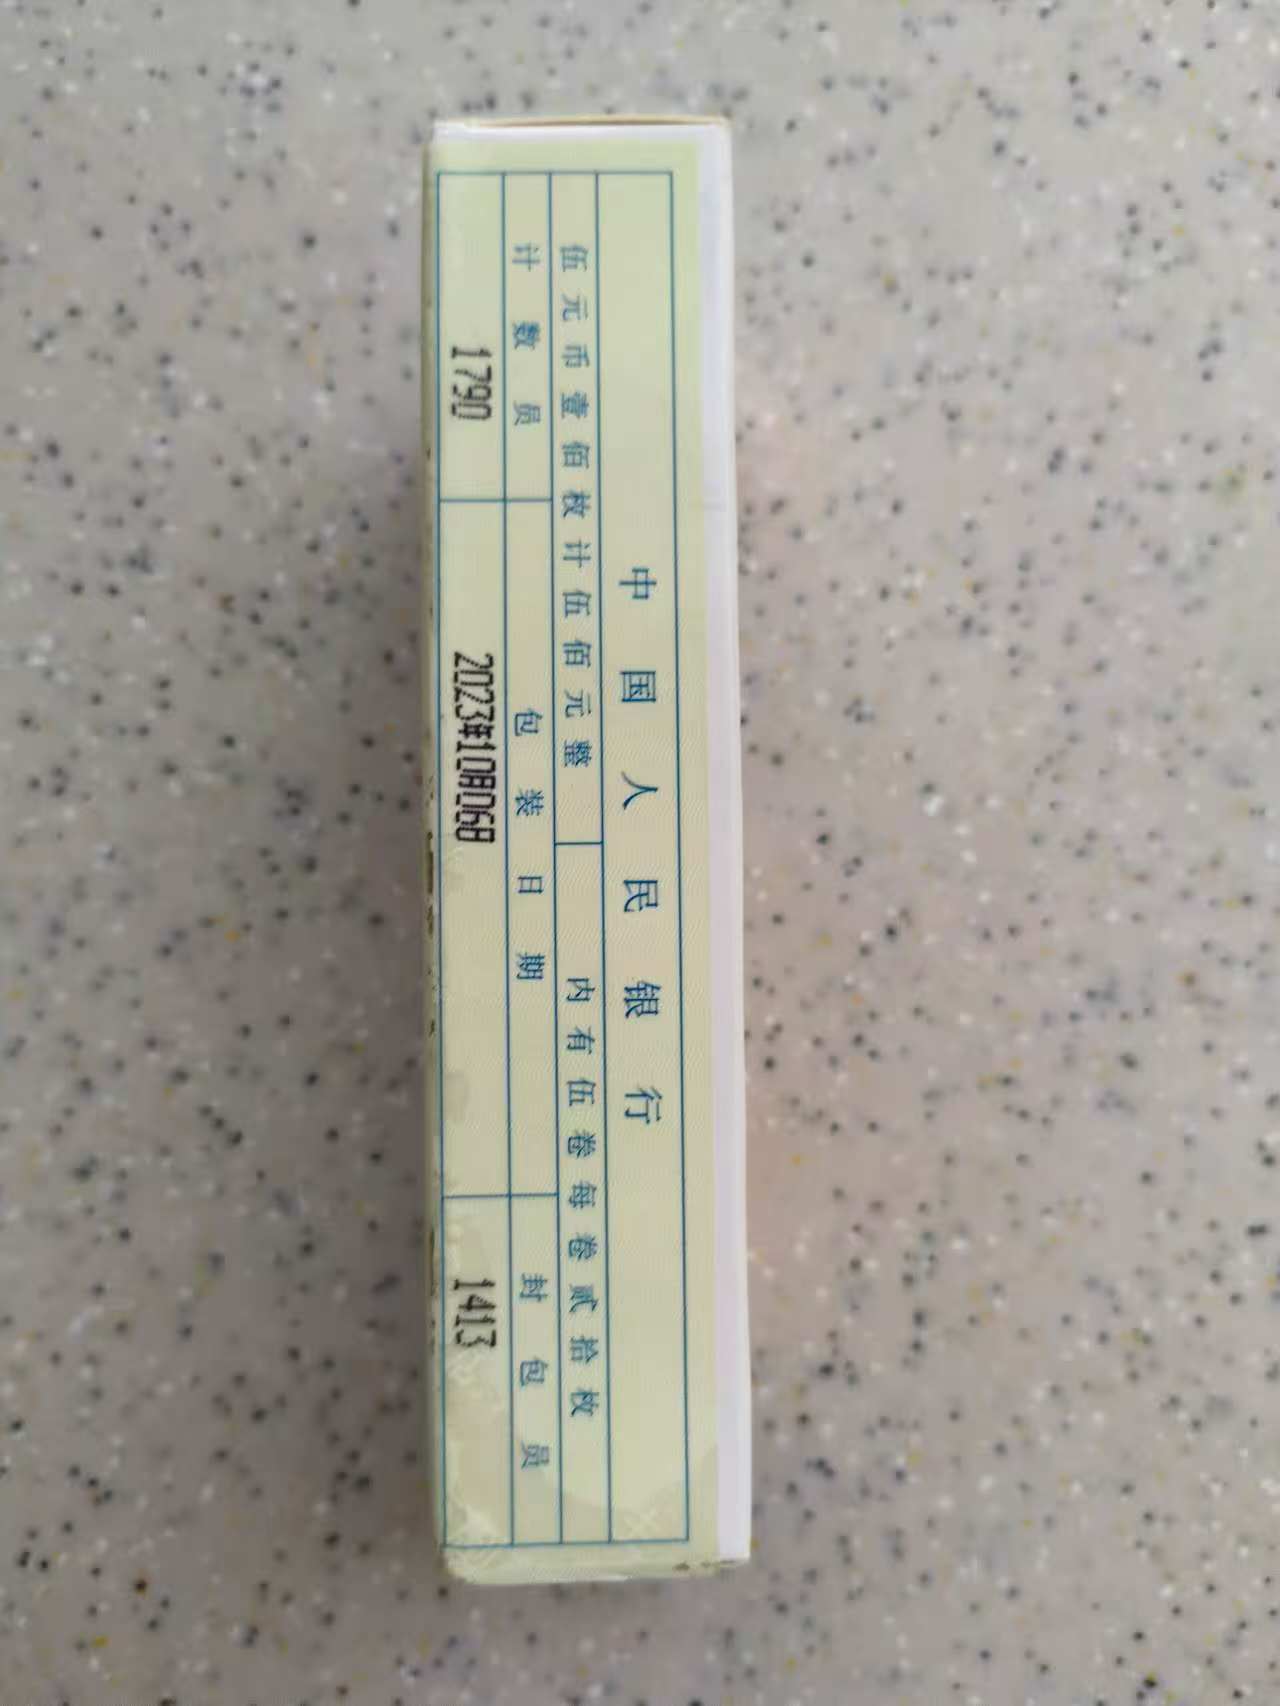 中国人民银行
伍元币壹佰枚计伍佰元整 内有伍卷每卷贰拾枚
计数员 包装日期 封包员
1790 2023年10月06日 1413